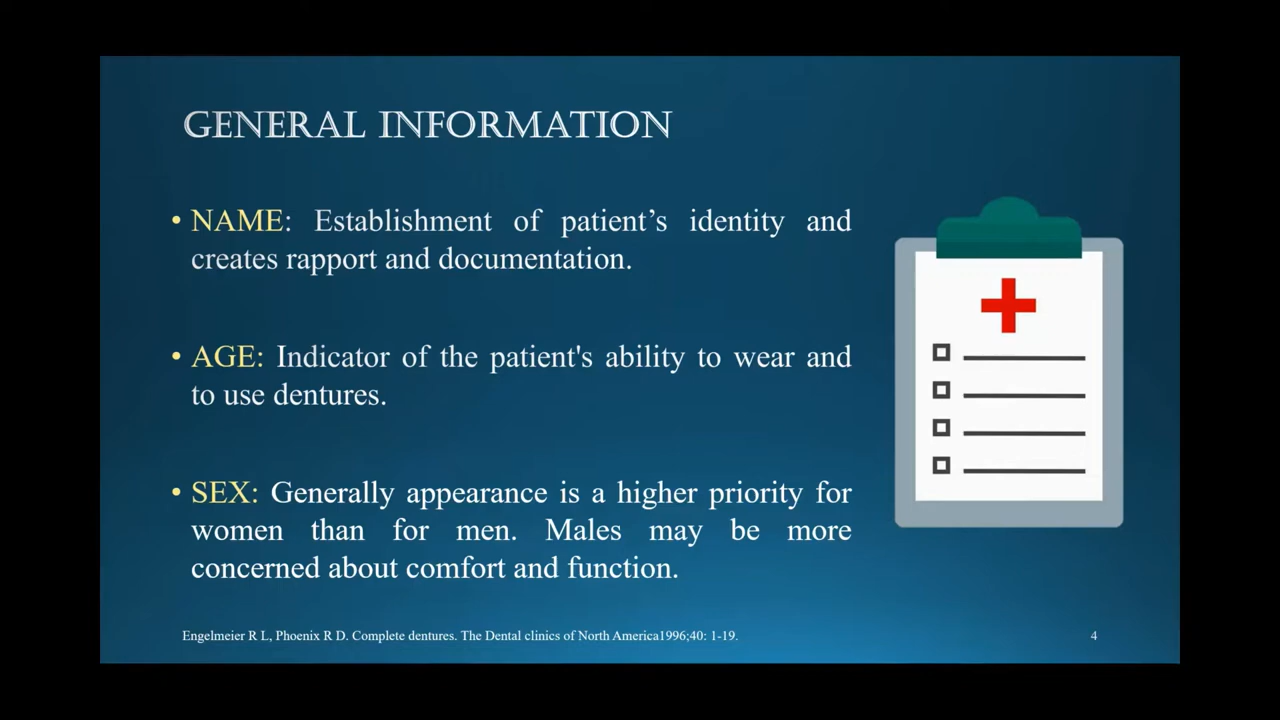 GENERAL INFORMATION
• NAME: Establishment of patient’s identity and
creates rapport and documentation.
• AGE: Indicator of the patient's ability to wear and
to use dentures.
• SEX: Generally appearance is a higher priority for
women than for men. Males may be more
concerned about comfort and function.
Engelmeier R L, Phoenix R D. Complete dentures. The Dental clinics of North America1996;40: 1-19.
4